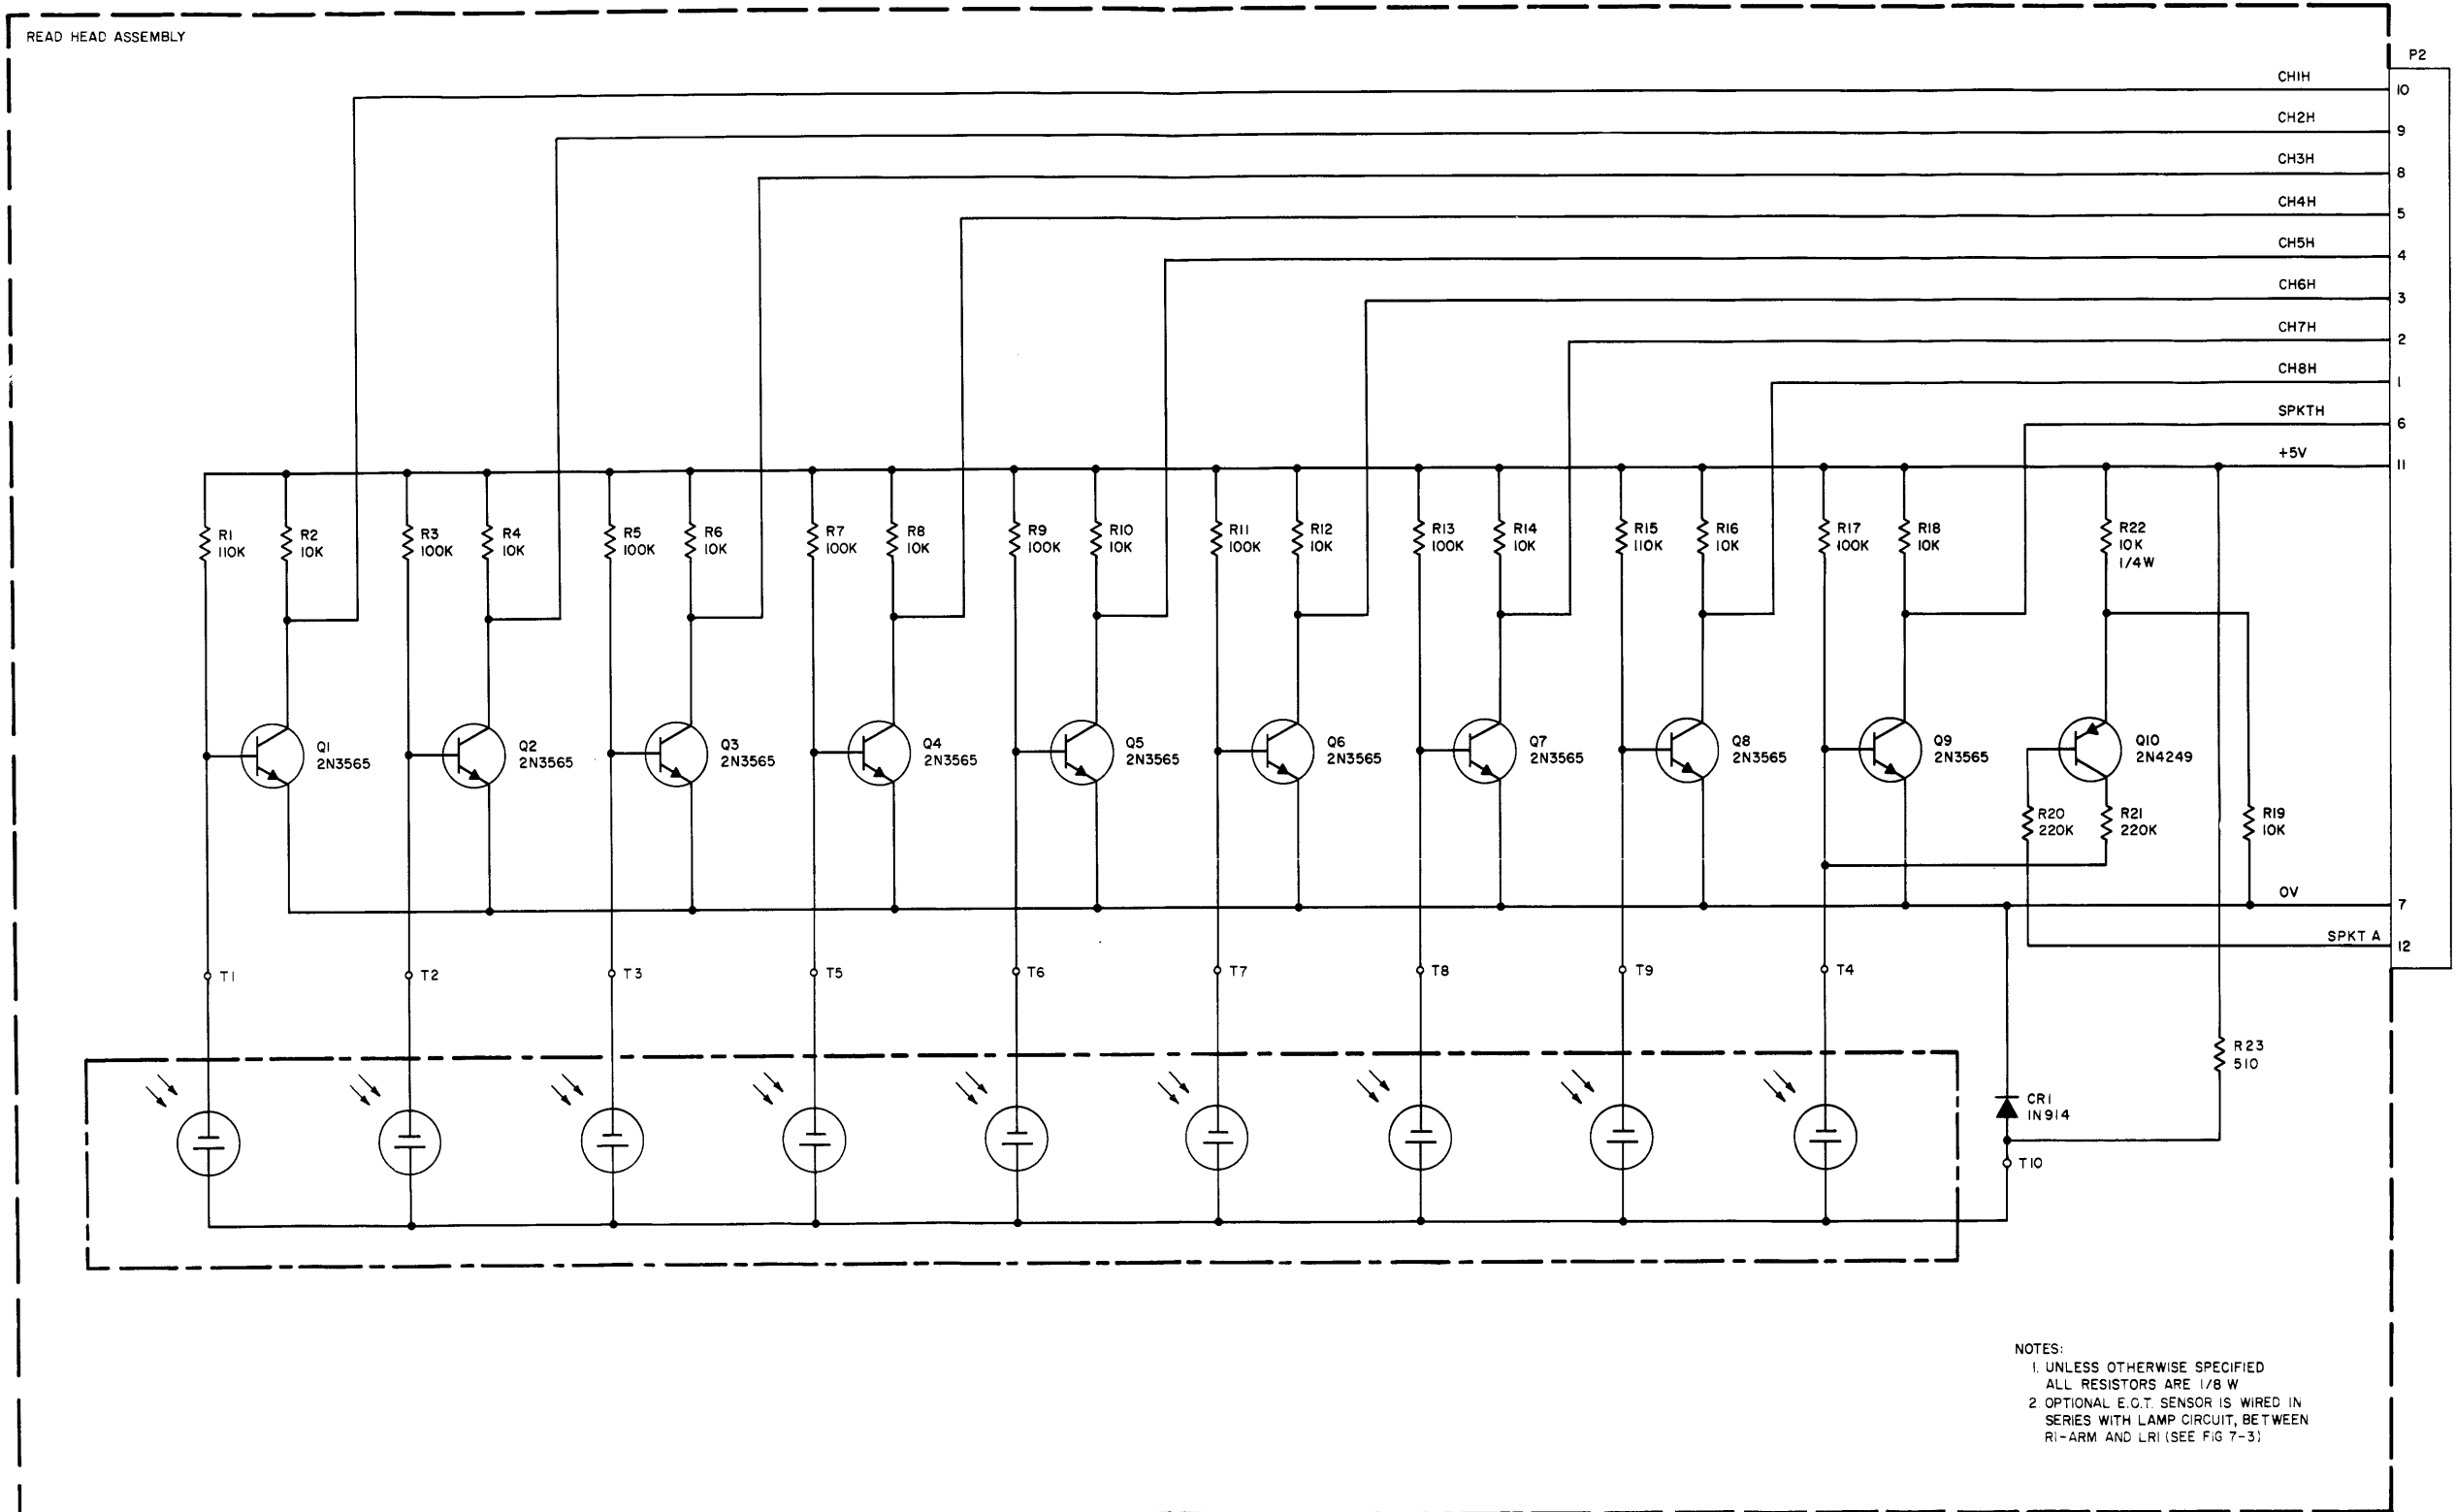 READ HEAD ASSEMBLY
P2
CH1H
10
CH2H
9
CH3H
8
CH4H
5
CH5H
4
CH6H
3
CH7H
2
CH8H
1
SPKTH
6
+5V
11
R1
110K
R2
10K
R3
100K
R4
10K
R5
100K
R6
10K
R7
100K
R8
10K
R9
100K
R10
10K
R11
100K
R12
10K
R13
100K
R14
10K
R15
110K
R16
10K
R17
100K
R18
10K
R22
10K
1/4W
Q1
2N3565
Q2
2N3565
Q3
2N3565
Q4
2N3565
Q5
2N3565
Q6
2N3565
Q7
2N3565
Q8
2N3565
Q9
2N3565
Q10
2N4249
R20
220K
R21
220K
R19
10K
0V
7
SPKT A
12
T1
T2
T3
T5
T6
T7
T8
T9
T4
R23
510
CR1
1N914
T10
NOTES:
1. UNLESS OTHERWISE SPECIFIED
ALL RESISTORS ARE 1/8 W
2. OPTIONAL E.O.T. SENSOR IS WIRED IN
SERIES WITH LAMP CIRCUIT, BETWEEN
R1-ARM AND LR1 (SEE FIG 7-3)